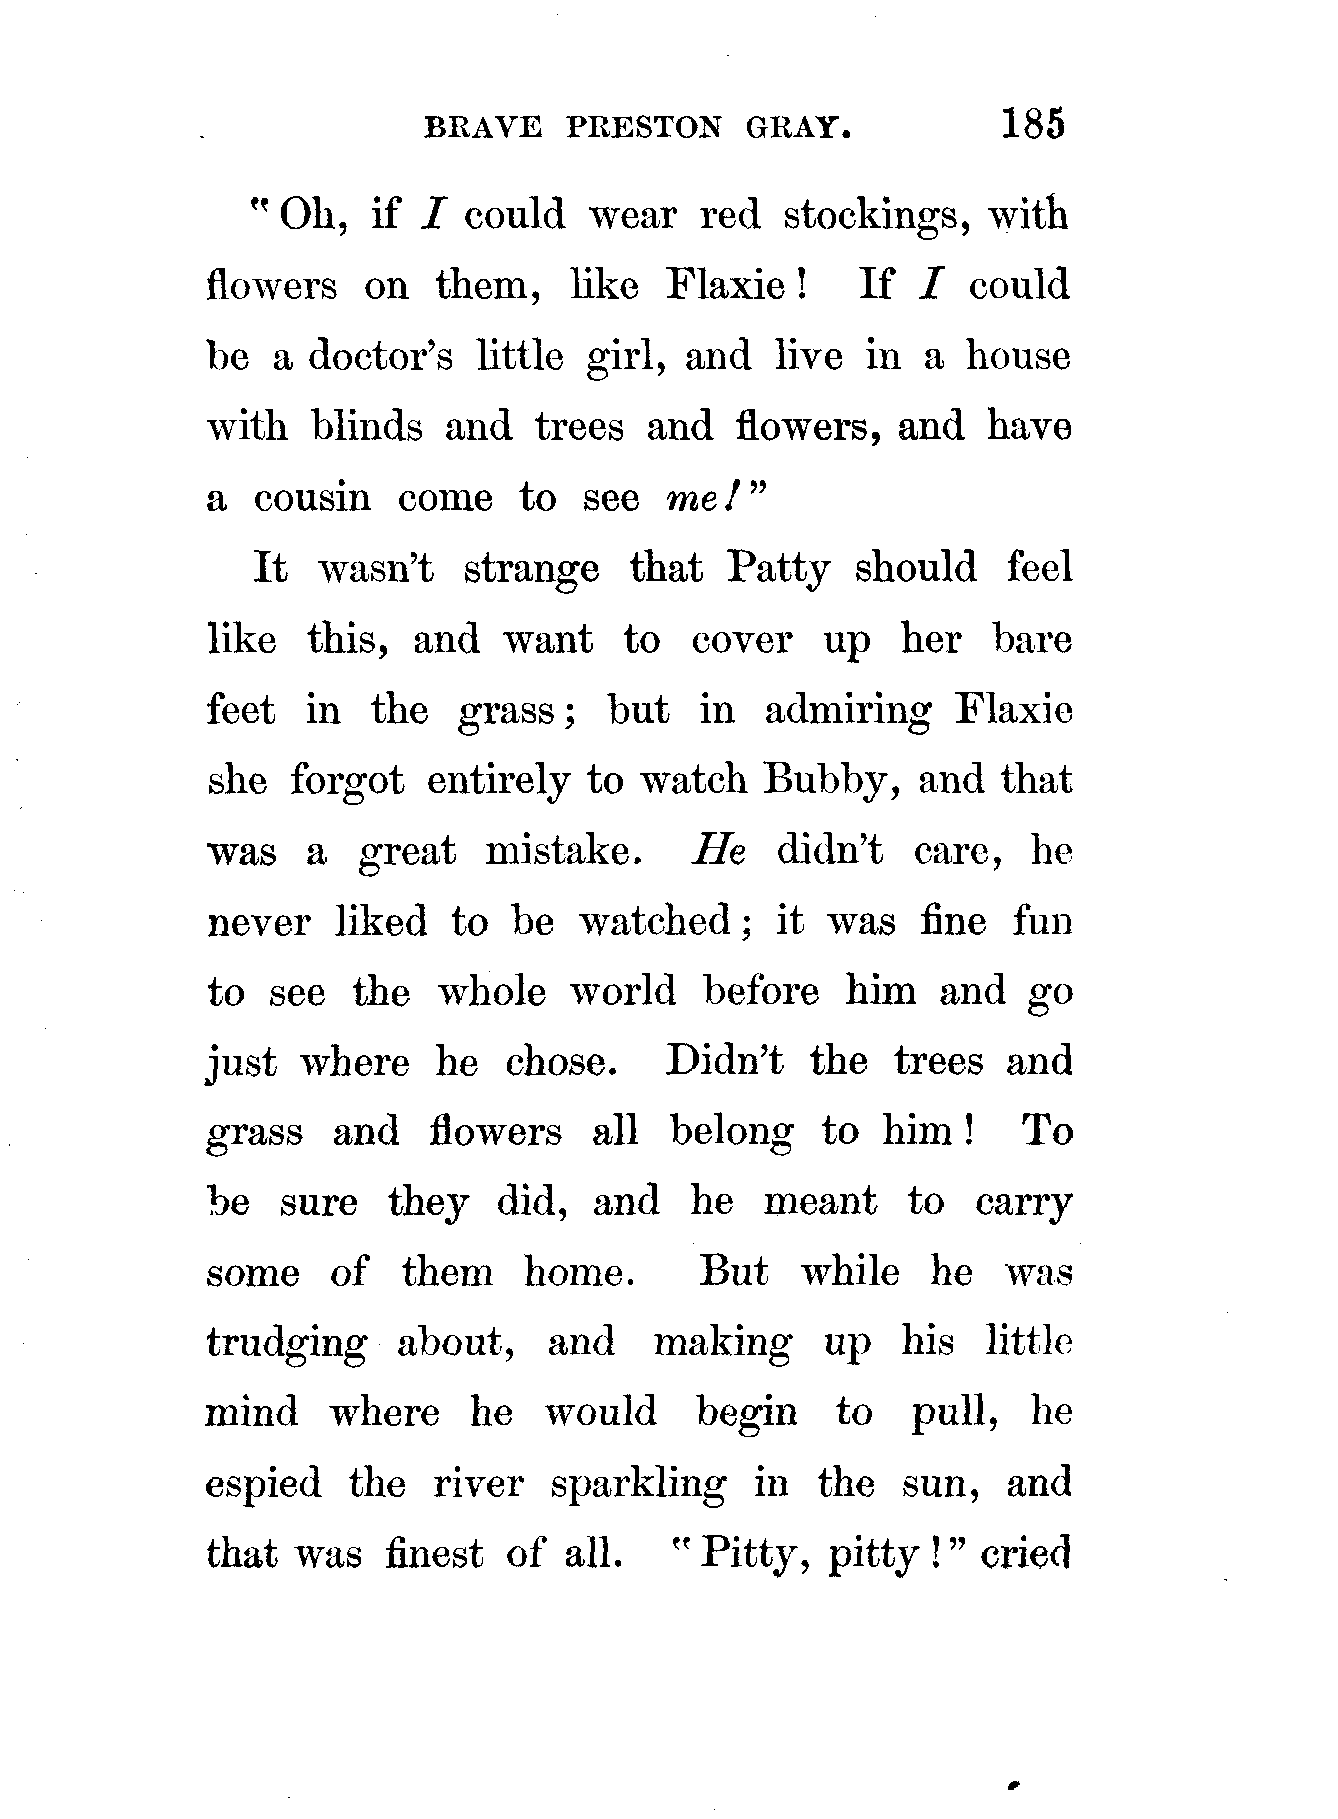 BRAVE PRESTON GRAY. 185
"Oh, if I could wear red stockings, with
flowers on them, like Flaxie! If I could
be a doctor's little girl, and live in a house
with blinds and trees and flowers, and have
a cousin come to see me!"
It wasn't strange that Patty should feel
like this, and want to cover up her bare
feet in the grass; but in admiring Flaxie
she forgot entirely to watch Bubby, and that
was a great mistake. He didn't care, he
never liked to be watched; it was fine fun
to see the whole world before him and go
just where he chose. Didn't the trees and
grass and flowers all belong to him! To
be sure they did, and he meant to carry
some of them home. But while he was
trudging about, and making up his little
mind where he would begin to pull, he
espied the river sparkling in the sun, and
that was finest of all. "Pitty, pitty!" cried